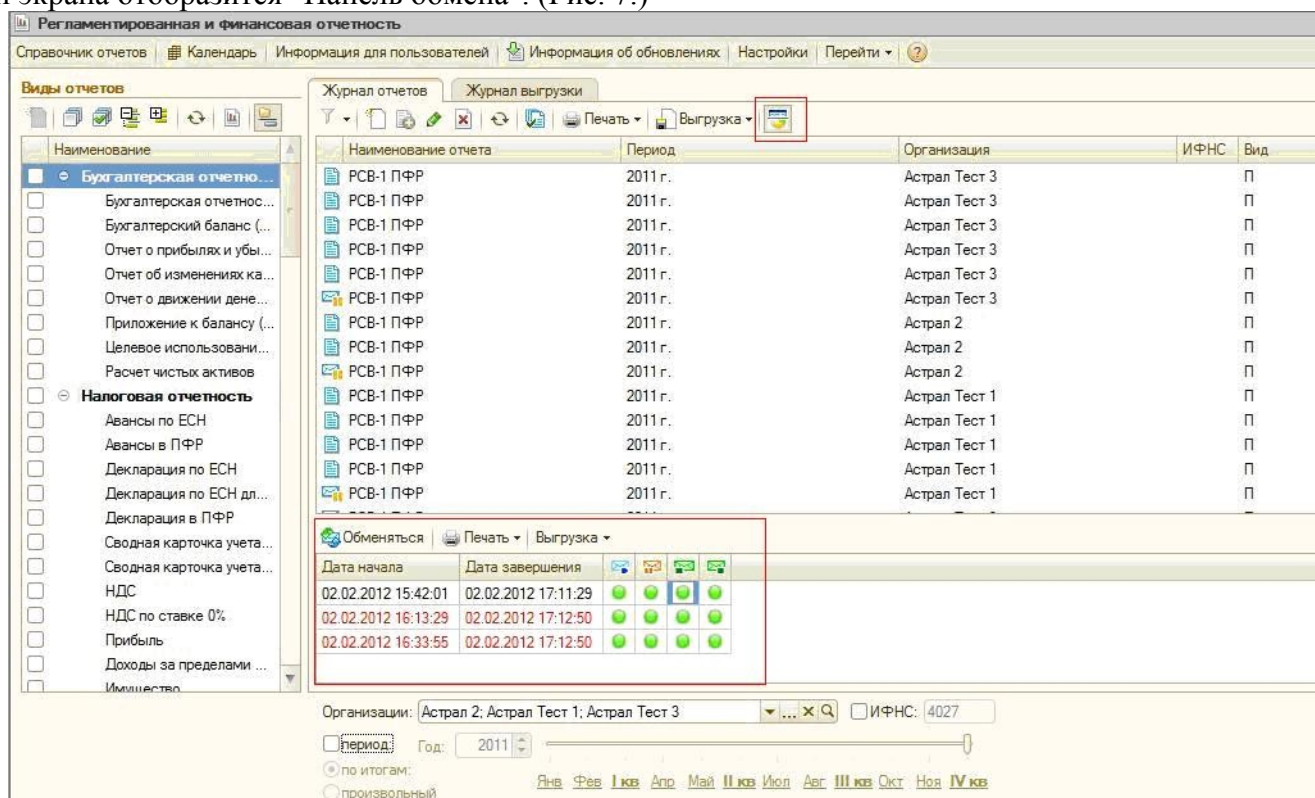 экрана отобразится "Панель обмена". (Рис. 7.)
Регламентированная и финансовая отчетность
Справочник отчетов Календарь Информация для пользователей Информация об обновлениях Настройки Перейти
Виды отчетов
Журнал отчетов Журнал выгрузки
Печать Выгрузка
Наименование
Наименование отчета Период Организация ИФНС Вид
Бухгалтерская отчетно... РСВ-1 ПФР 2011 г. Астрал Тест 3 П
Бухгалтерская отчетнос... РСВ-1 ПФР 2011 г. Астрал Тест 3 П
Бухгалтерский баланс (... РСВ-1 ПФР 2011 г. Астрал Тест 3 П
Отчет о прибылях и убы... РСВ-1 ПФР 2011 г. Астрал Тест 3 П
Отчет об изменениях ка... РСВ-1 ПФР 2011 г. Астрал Тест 3 П
Отчет о движении дене... РСВ-1 ПФР 2011 г. Астрал Тест 3 П
Приложение к балансу (... РСВ-1 ПФР 2011 г. Астрал 2 П
Целевое использовани... РСВ-1 ПФР 2011 г. Астрал 2 П
Расчет чистых активов РСВ-1 ПФР 2011 г. Астрал 2 П
Налоговая отчетность РСВ-1 ПФР 2011 г. Астрал Тест 1 П
Авансы по ЕСН РСВ-1 ПФР 2011 г. Астрал Тест 1 П
Авансы в ПФР РСВ-1 ПФР 2011 г. Астрал Тест 1 П
Декларация по ЕСН РСВ-1 ПФР 2011 г. Астрал Тест 1 П
Декларация по ЕСН дл... РСВ-1 ПФР 2011 г. Астрал Тест 1 П
Декларация в ПФР
Сводная карточка учета...
Сводная карточка учета...
НДС
НДС по ставке 0%
Прибыль
Доходы за пределами ...
Имущество
Обменяться Печать Выгрузка
Дата начала Дата завершения
02.02.2012 15:42:01 02.02.2012 17:11:29
02.02.2012 16:13:29 02.02.2012 17:12:50
02.02.2012 16:33:55 02.02.2012 17:12:50
Организации: Астрал 2; Астрал Тест 1; Астрал Тест 3 ... ИФНС: 4027
период: Год: 2011
по итогам:
Янв Фев I кв Апр Май II кв Июл Авг III кв Окт Ноя IV кв
произвольный